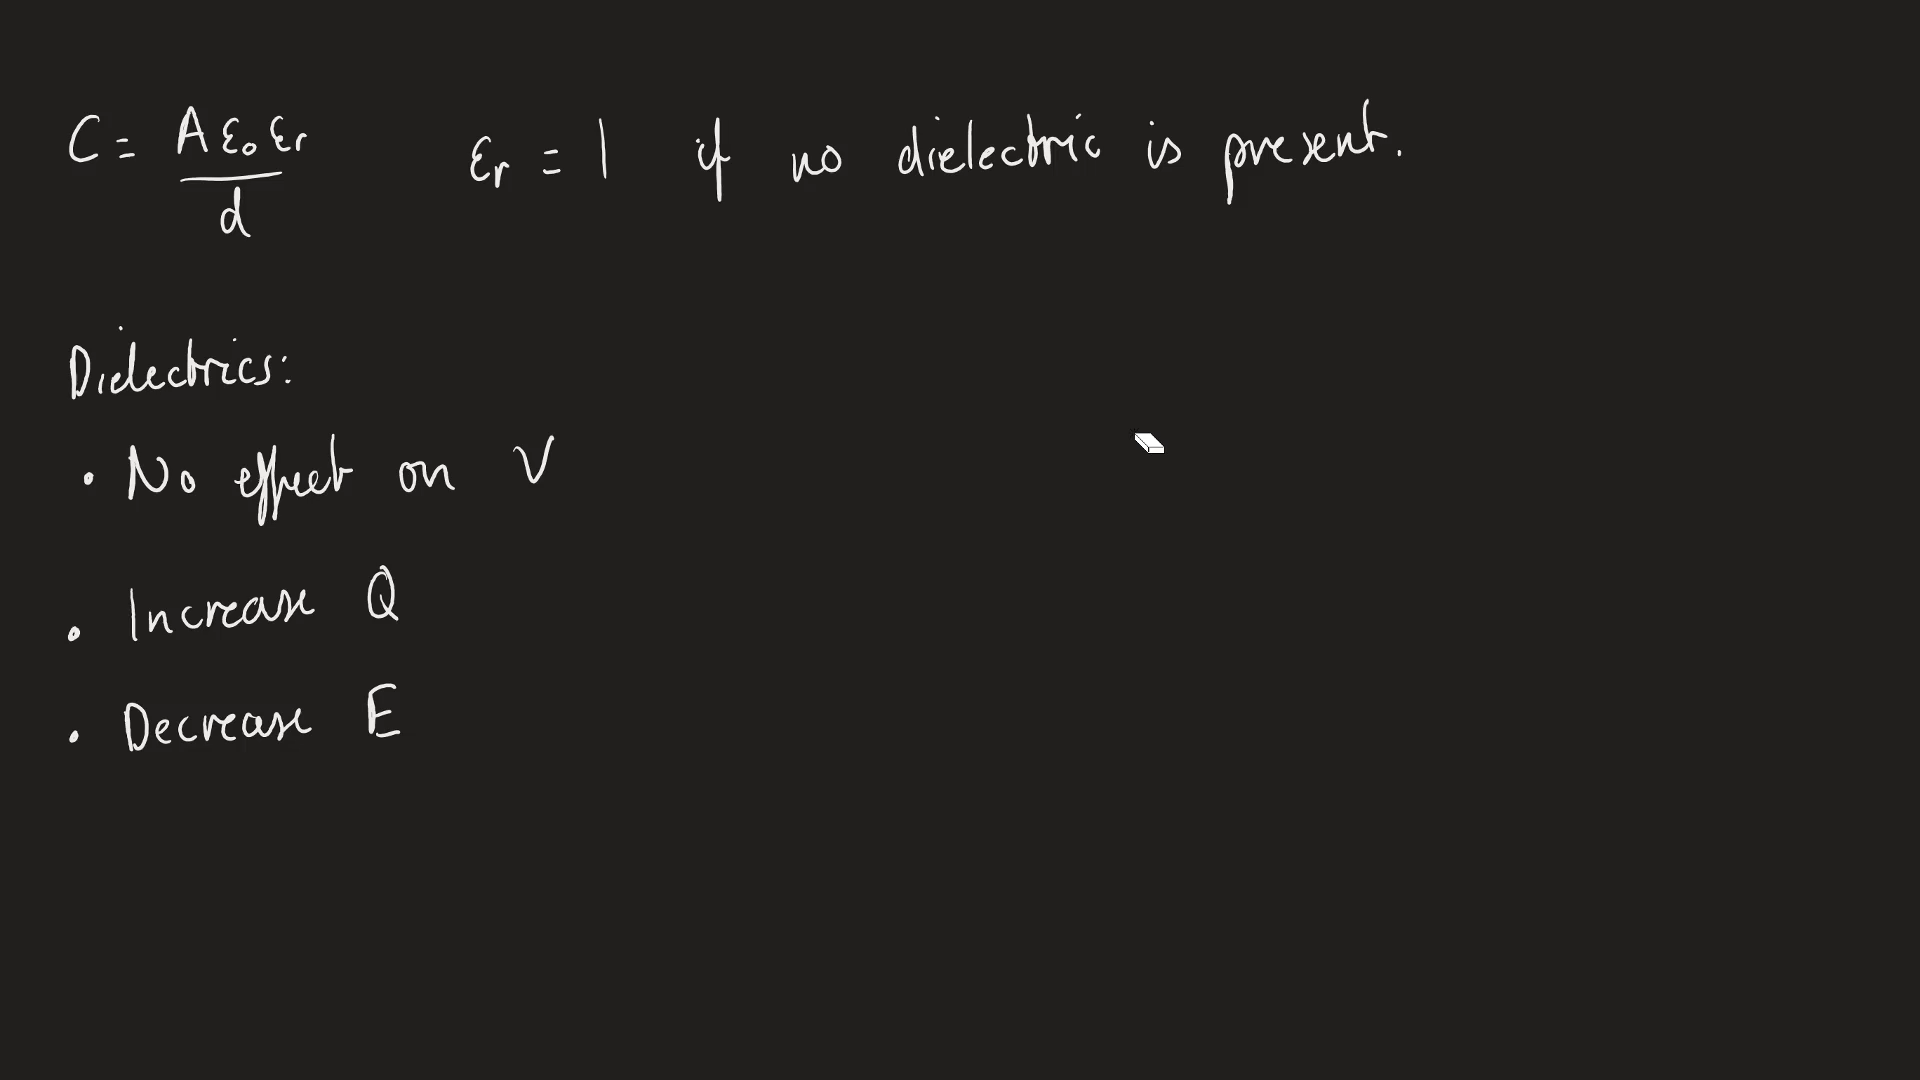 C = Aε₀εᵣ / d    εᵣ = 1 if no dielectric is present.
Dielectrics:
• No effect on V
• Increase Q
• Decrease E